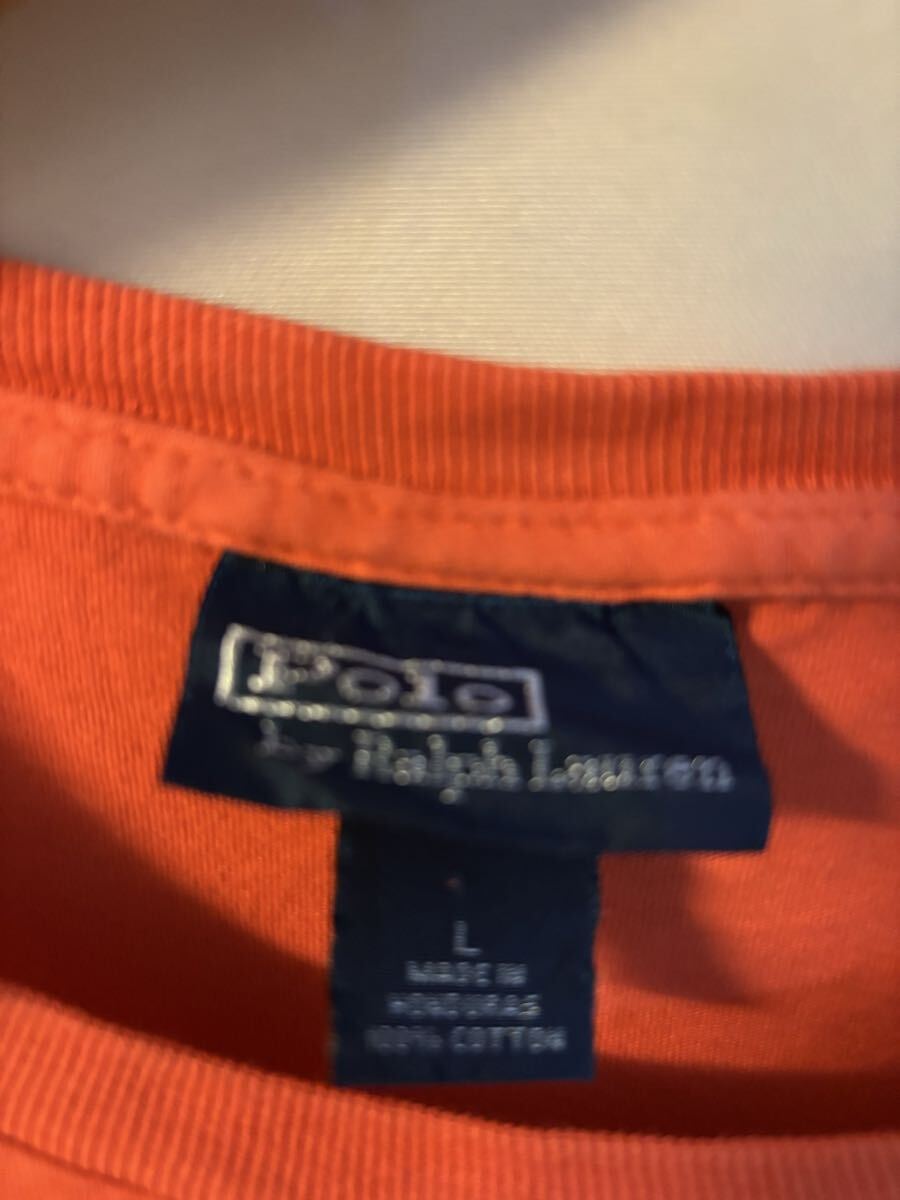 Polo
by Ralph Lauren
L
MADE IN
HONDURAS
100% COTTON